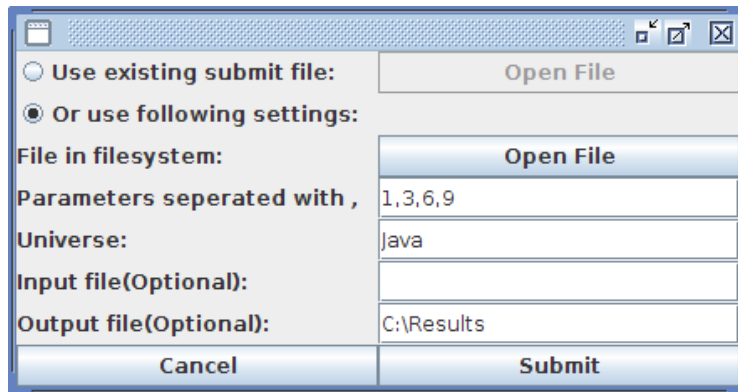 Use existing submit file: Open File
Or use following settings:
File in filesystem: Open File
Parameters seperated with , 1,3,6,9
Universe: Java
Input file(Optional):
Output file(Optional): C:\Results
Cancel Submit